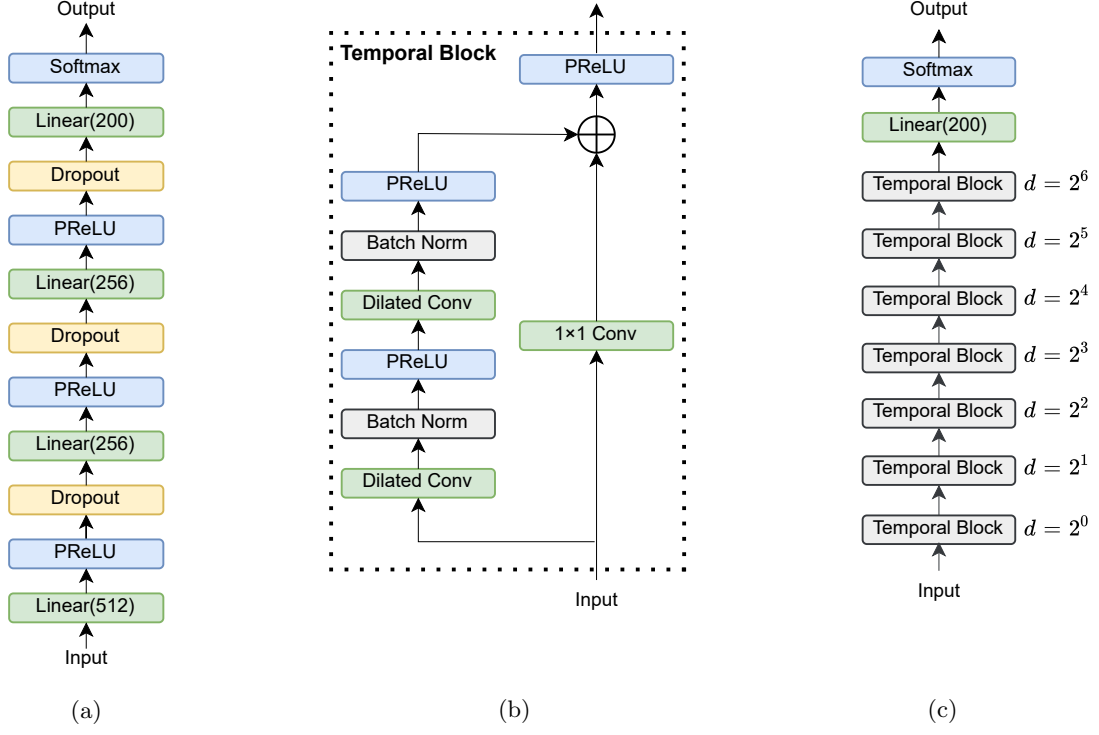 Output
Softmax
Linear(200)
Dropout
PReLU
Linear(256)
Dropout
PReLU
Linear(256)
Dropout
PReLU
Linear(512)
Input
(a)
Temporal Block
PReLU
PReLU
Batch Norm
Dilated Conv
PReLU
Batch Norm
Dilated Conv
1×1 Conv
Input
(b)
Output
Softmax
Linear(200)
Temporal Block d = 2^6
Temporal Block d = 2^5
Temporal Block d = 2^4
Temporal Block d = 2^3
Temporal Block d = 2^2
Temporal Block d = 2^1
Temporal Block d = 2^0
Input
(c)